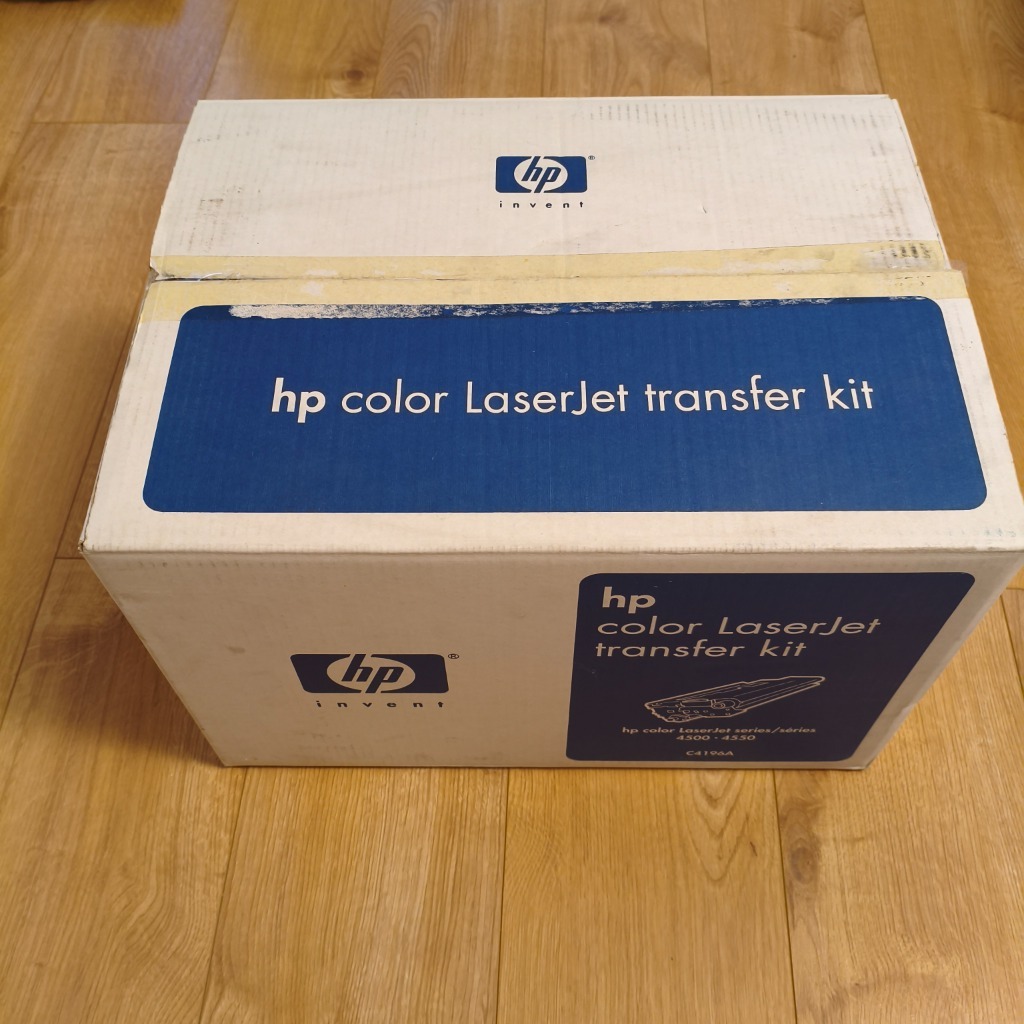 hp®
invent
hp color LaserJet transfer kit
hp
color LaserJet
transfer kit
hp®
invent
hp color LaserJet series/séries
4500 · 4550
C4196A